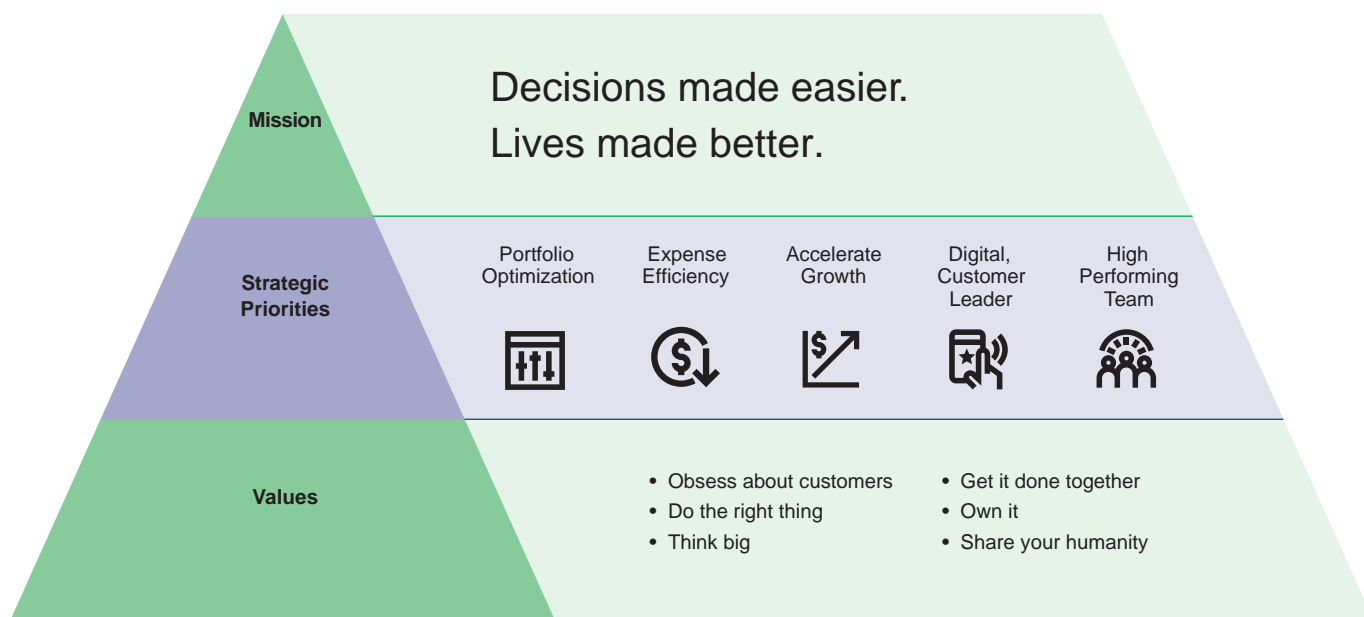 Mission
Decisions made easier.
Lives made better.
Strategic
Priorities
Portfolio
Optimization
Expense
Efficiency
Accelerate
Growth
Digital,
Customer
Leader
High
Performing
Team
$
$
Values
• Obsess about customers
• Do the right thing
• Think big
• Get it done together
• Own it
• Share your humanity